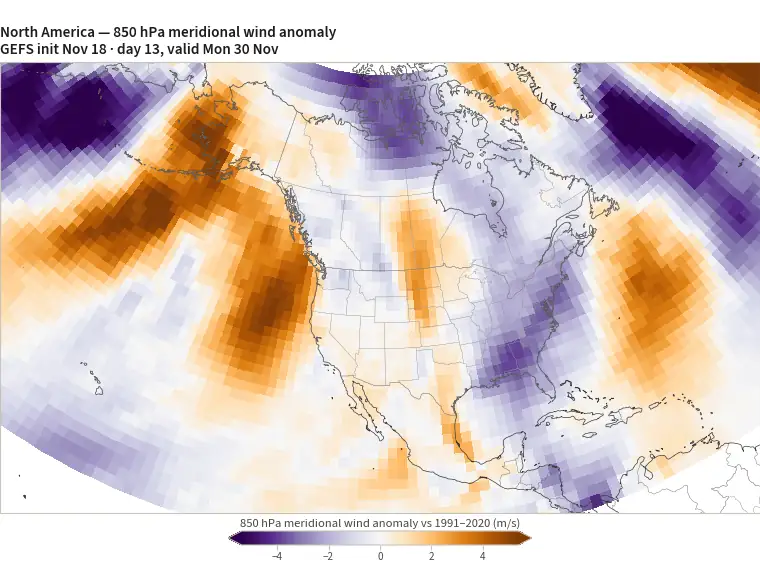 North America — 850 hPa meridional wind anomaly
GEFS init Nov 18 · day 13, valid Mon 30 Nov
850 hPa meridional wind anomaly vs 1991–2020 (m/s)
−4 −2 0 2 4